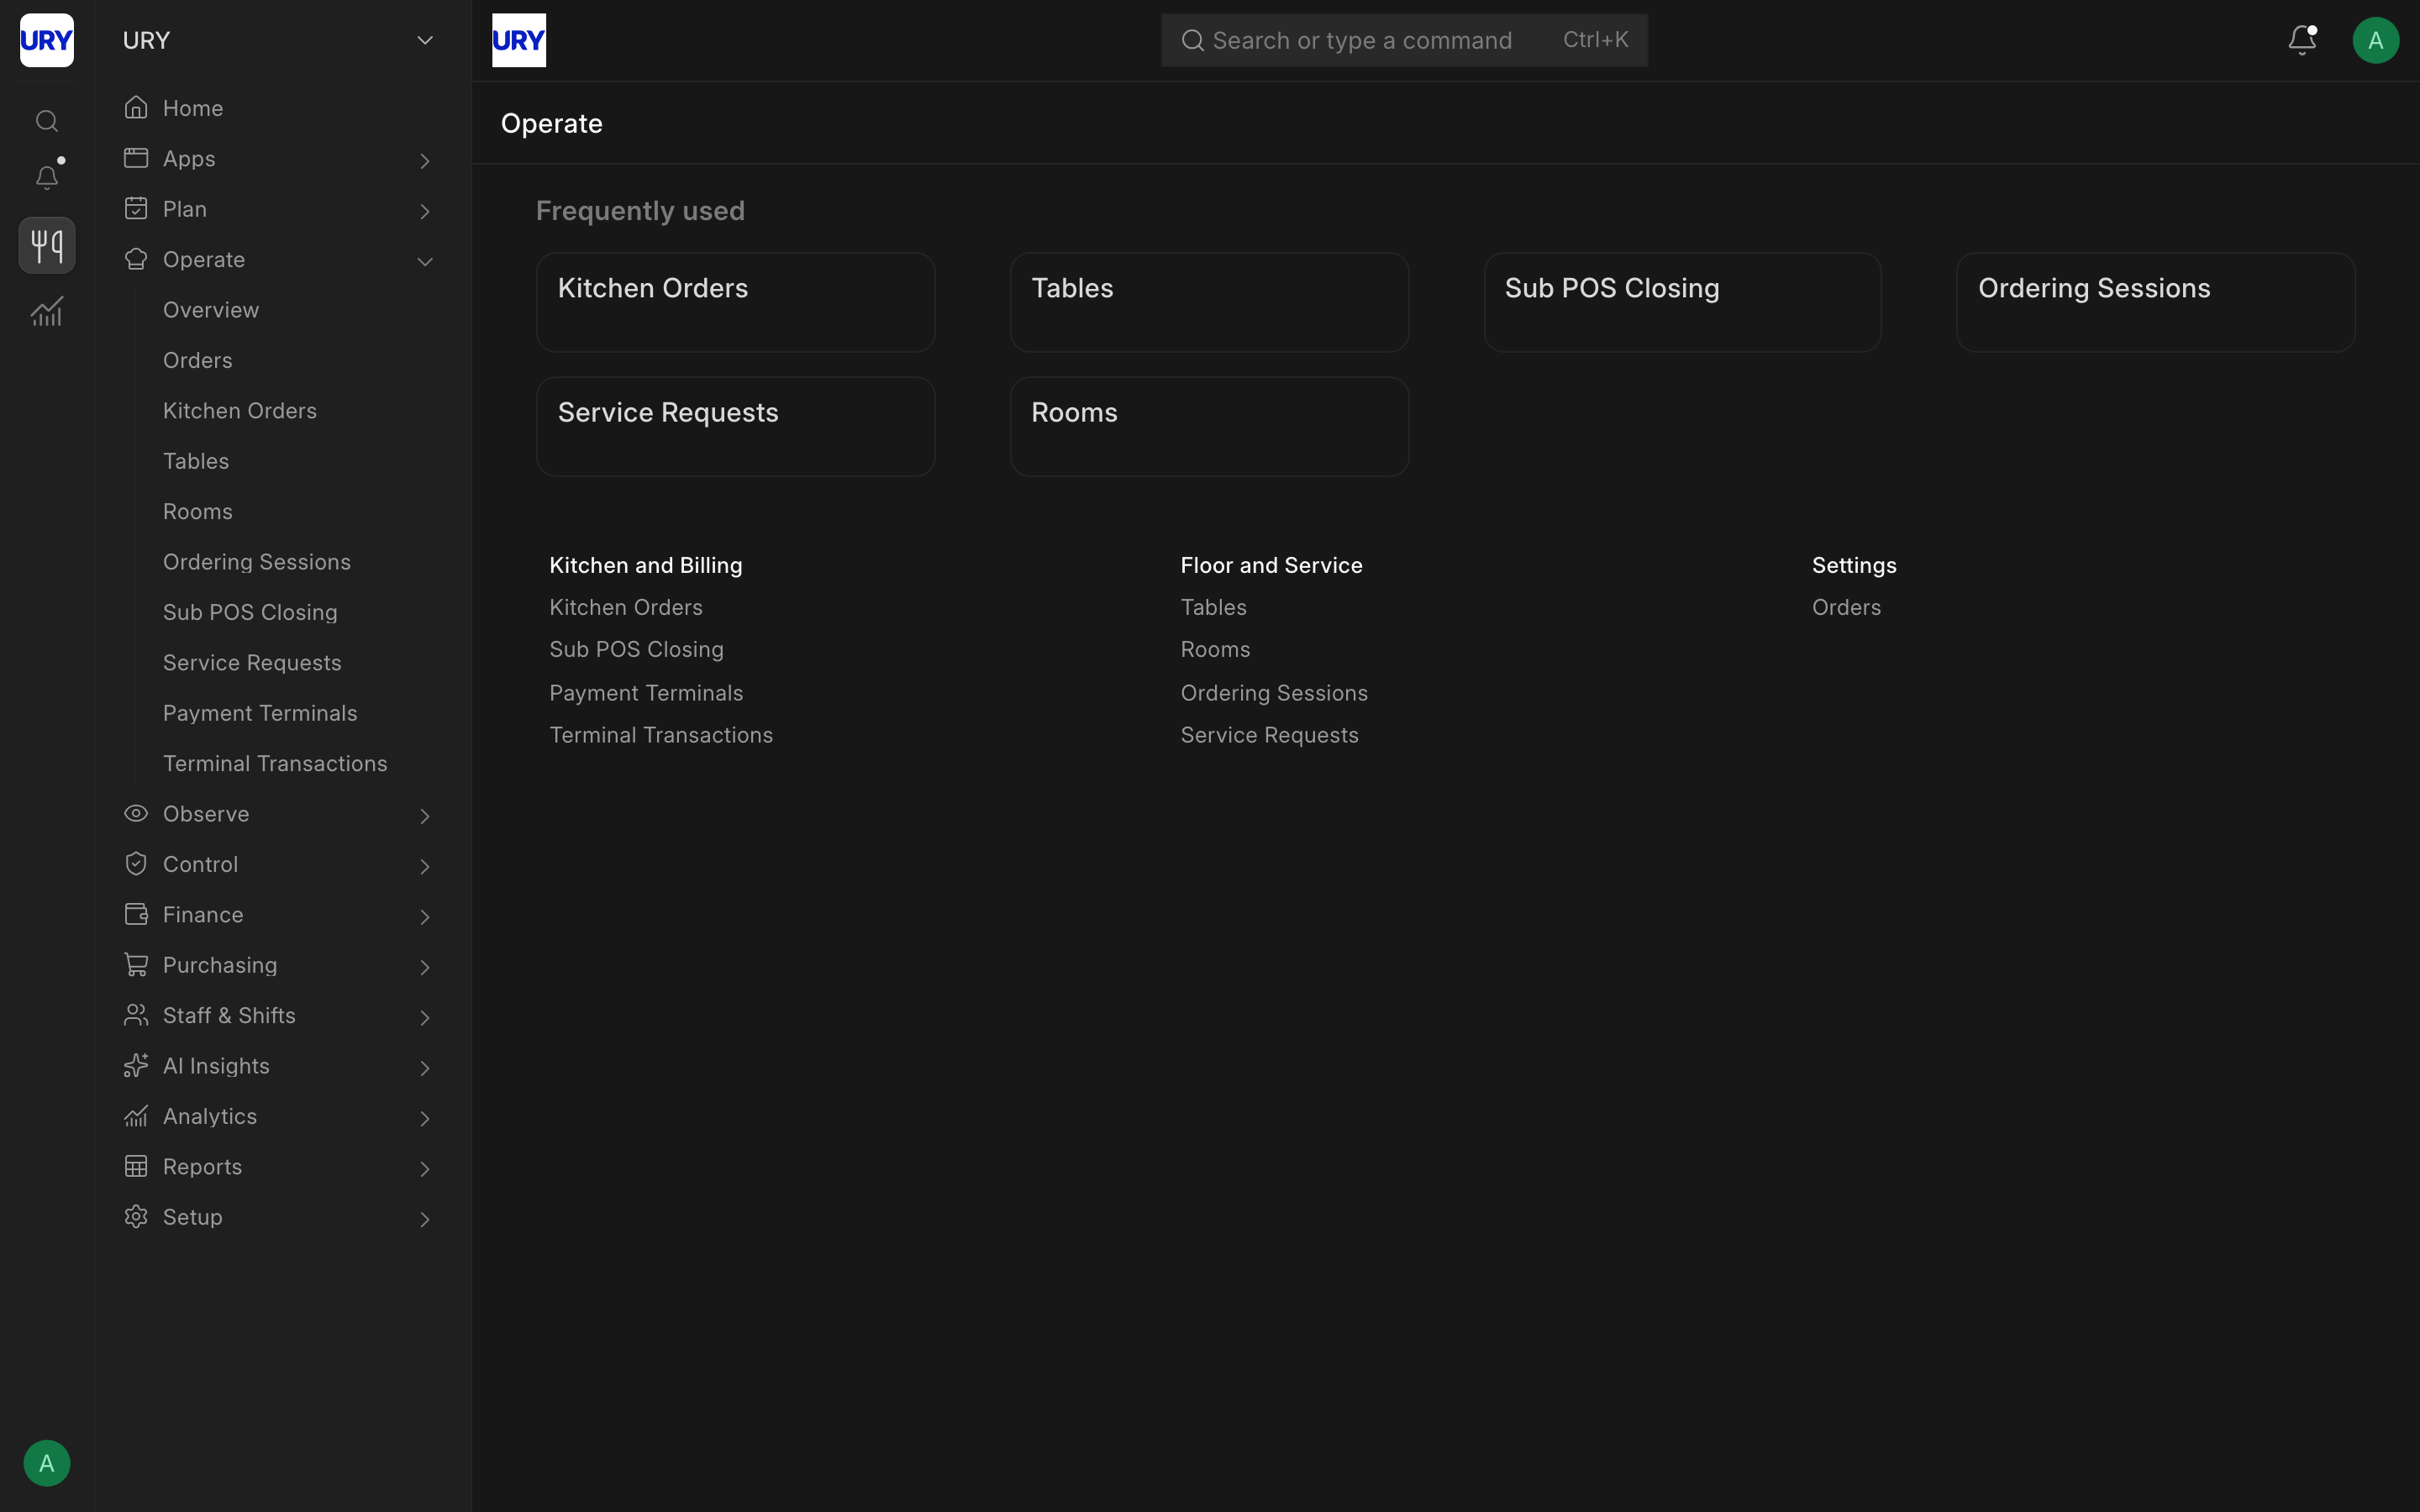 URY
URY
Home
Apps
Plan
Operate
Overview
Orders
Kitchen Orders
Tables
Rooms
Ordering Sessions
Sub POS Closing
Service Requests
Payment Terminals
Terminal Transactions
Observe
Control
Finance
Purchasing
Staff & Shifts
AI Insights
Analytics
Reports
Setup
A
URY
Search or type a command Ctrl+K
A
Operate
Frequently used
Kitchen Orders
Tables
Sub POS Closing
Ordering Sessions
Service Requests
Rooms
Kitchen and Billing
Kitchen Orders
Sub POS Closing
Payment Terminals
Terminal Transactions
Floor and Service
Tables
Rooms
Ordering Sessions
Service Requests
Settings
Orders